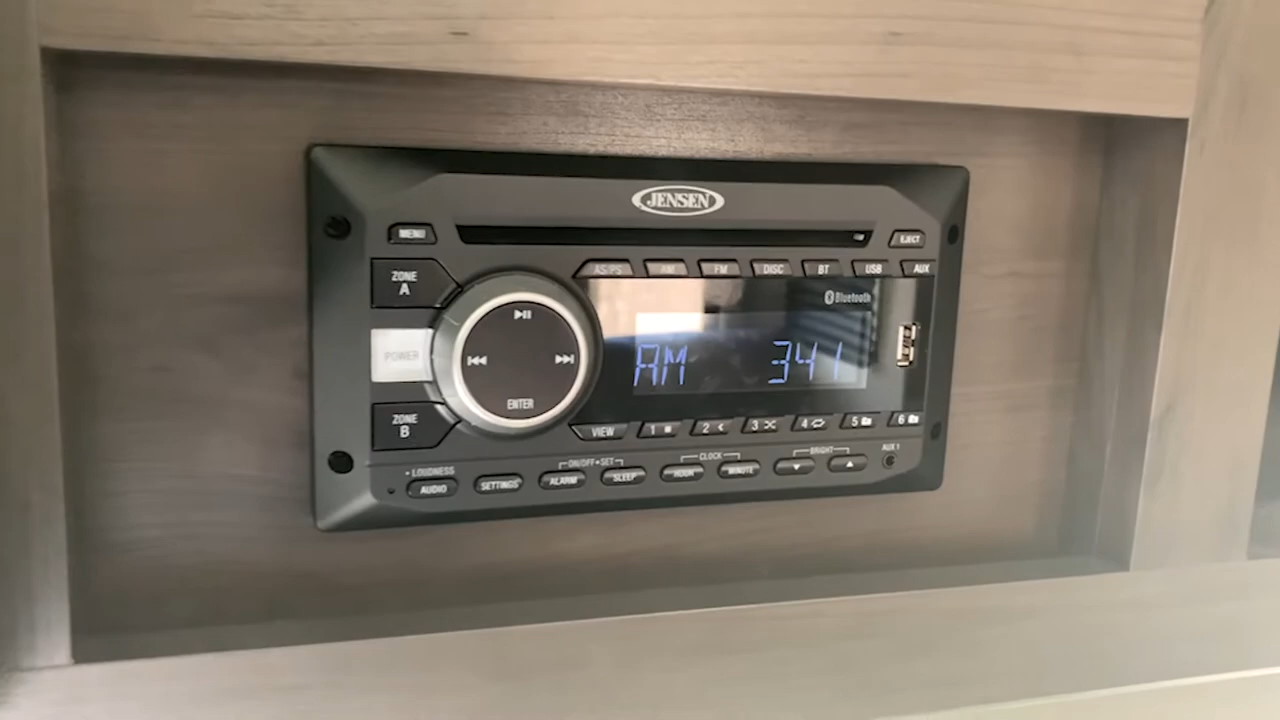 JENSEN
MENU
EJECT
AS/PS AM FM DISC BT USB AUX
ZONE
A
Bluetooth
POWER
AM 341
ENTER
ZONE
B
VIEW 1 2 3 4 5 6
LOUDNESS ON/OFF•SET CLOCK BRIGHT AUX 1
AUDIO SETTINGS ALARM SLEEP HOUR MINUTE